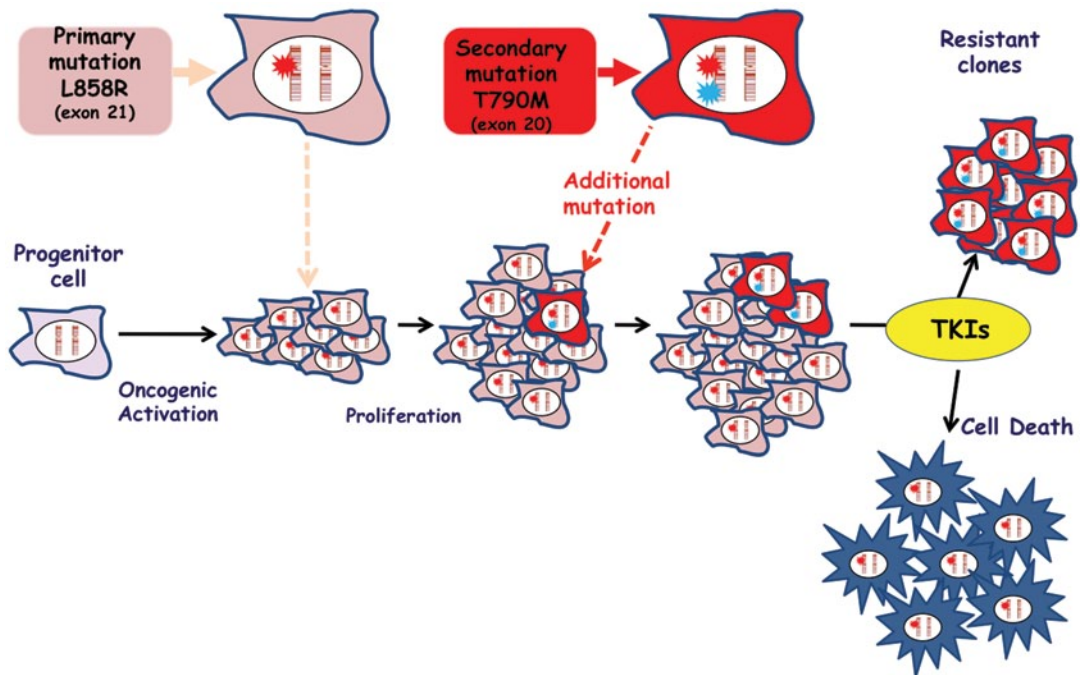 Primary
mutation
L858R
(exon 21)
Secondary
mutation
T790M
(exon 20)
Resistant
clones
Additional
mutation
Progenitor
cell
Oncogenic
Activation
Proliferation
TKIs
Cell Death